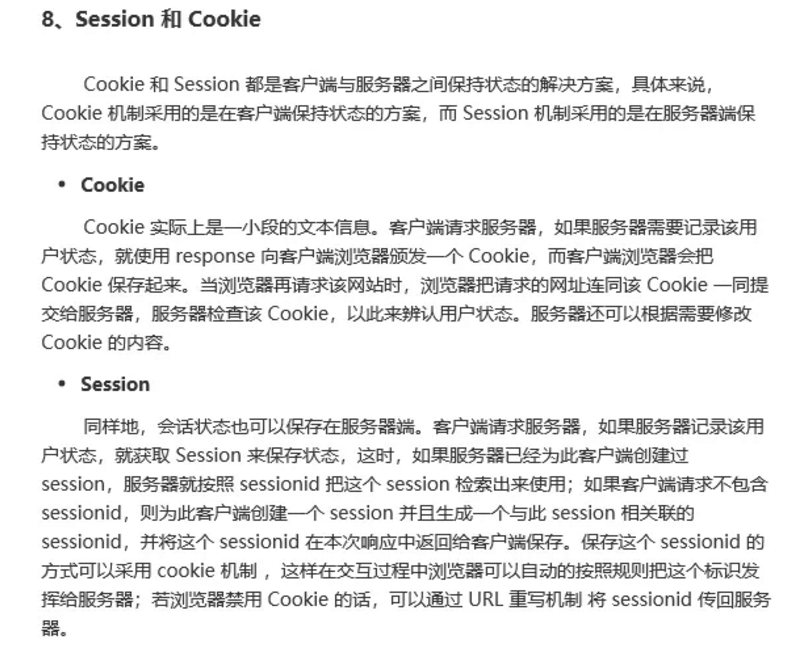 8、Session 和 Cookie
Cookie 和 Session 都是客户端与服务器之间保持状态的解决方案，具体来说，
Cookie 机制采用的是在客户端保持状态的方案，而 Session 机制采用的是在服务器端保
持状态的方案。
• Cookie
Cookie 实际上是一小段的文本信息。客户端请求服务器，如果服务器需要记录该用
户状态，就使用 response 向客户端浏览器颁发一个 Cookie，而客户端浏览器会把
Cookie 保存起来。当浏览器再请求该网站时，浏览器把请求的网址连同该 Cookie 一同提
交给服务器，服务器检查该 Cookie，以此来辨认用户状态。服务器还可以根据需要修改
Cookie 的内容。
• Session
同样地，会话状态也可以保存在服务器端。客户端请求服务器，如果服务器记录该用
户状态，就获取 Session 来保存状态，这时，如果服务器已经为此客户端创建过
session，服务器就按照 sessionid 把这个 session 检索出来使用；如果客户端请求不包含
sessionid，则为此客户端创建一个 session 并且生成一个与此 session 相关联的
sessionid，并将这个 sessionid 在本次响应中返回给客户端保存。保存这个 sessionid 的
方式可以采用 cookie 机制 ，这样在交互过程中浏览器可以自动的按照规则把这个标识发
挥给服务器；若浏览器禁用 Cookie 的话，可以通过 URL 重写机制 将 sessionid 传回服务
器。